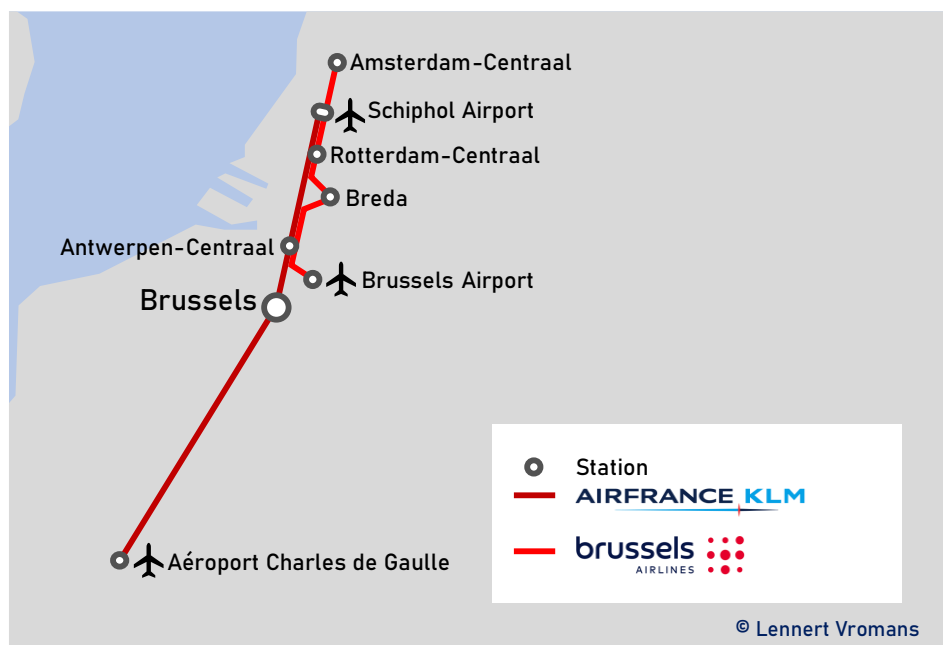 Amsterdam-Centraal
Schiphol Airport
Rotterdam-Centraal
Breda
Antwerpen-Centraal
Brussels Airport
Brussels
Aéroport Charles de Gaulle
Station
AIRFRANCE KLM
brussels
AIRLINES
© Lennert Vromans